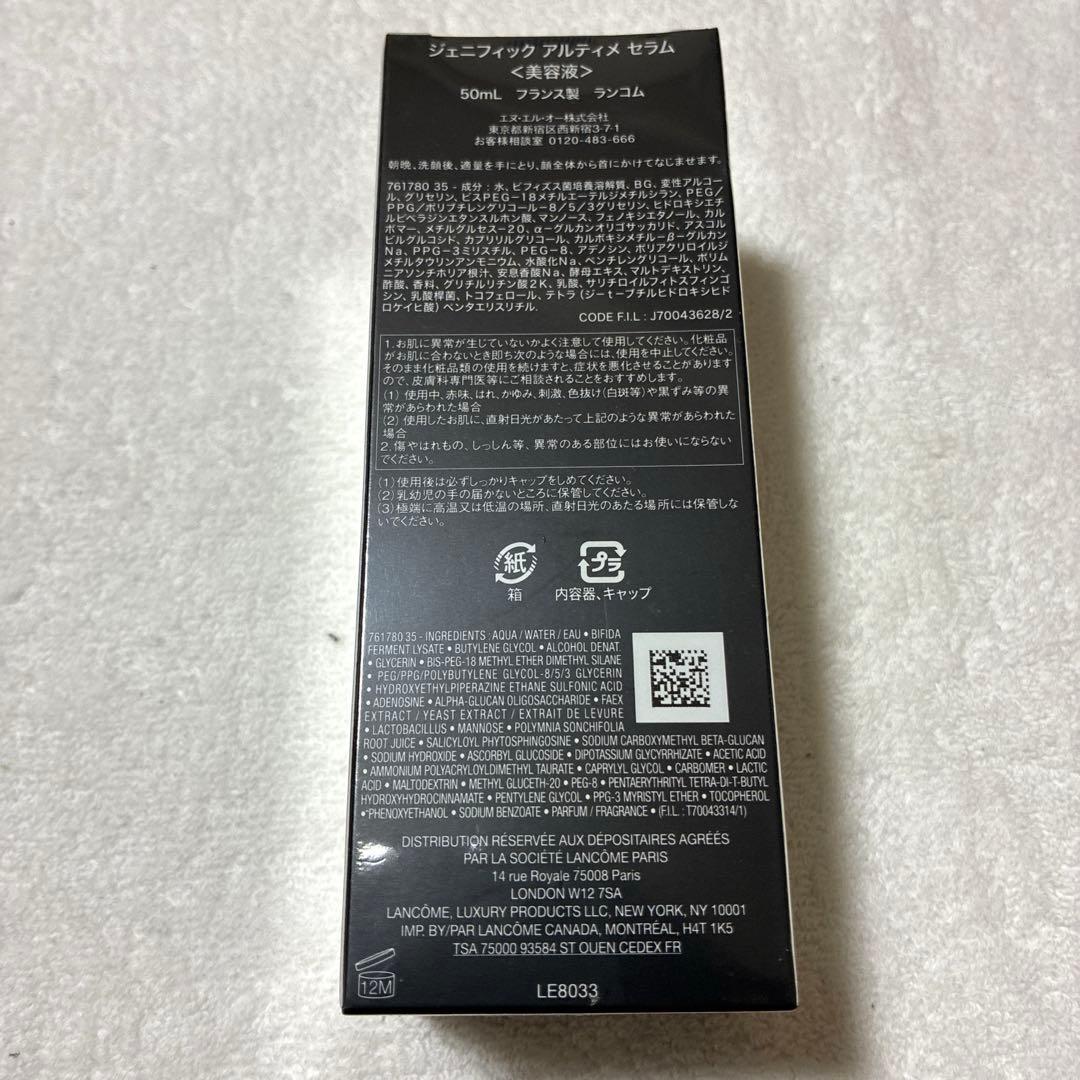 ジェニフィック アルティメ セラム
<美容液>
50mL フランス製 ランコム
エヌ・エル・オー株式会社
東京都新宿区西新宿3-7-1
お客様相談室 0120-483-666
朝晩、洗顔後、適量を手にとり、顔全体から首にかけてなじませます。
761780 35 - 成分 : 水、ビフィズス菌培養溶解質、BG、変性アルコー
ル、グリセリン、ビスPEG-18メチルエーテルジメチルシラン、PEG/
PPG/ポリブチレングリコール-8/5/3グリセリン、ヒドロキシエチ
ルピペラジンエタンスルホン酸、マンノース、フェノキシエタノール、カル
ボマー、メチルグルセス-20、α-グルカンオリゴサッカリド、アスコル
ビルグルコシド、カプリリルグリコール、カルボキシメチル-β-グルカン
Na、PPG-3ミリスチル、PEG-8、アデノシン、ポリアクリロイルジ
メチルタウリンアンモニウム、水酸化Na、ペンチレングリコール、ポリム
ニアソンチホリア根汁、安息香酸Na、酵母エキス、マルトデキストリン、
酢酸、香料、グリチルリチン酸2K、乳酸、サリチロイルフィトスフィンゴ
シン、乳酸桿菌、トコフェロール、テトラ(ジ-t-ブチルヒドロキシヒド
ロケイヒ酸)ペンタエリスリチル.
CODE F.I.L : J70043628/2
1.お肌に異常が生じていないかよく注意して使用してください。化粧品
がお肌に合わないとき即ち次のような場合には、使用を中止してください。
そのまま化粧品類の使用を続けますと、症状を悪化させることがあります
ので、皮膚科専門医等にご相談されることをおすすめします。
(1) 使用中、赤味、はれ、かゆみ、刺激、色抜け(白斑等)や黒ずみ等の異
常があらわれた場合
(2) 使用したお肌に、直射日光があたって上記のような異常があらわれた
場合
2.傷やはれもの、しっしん等、異常のある部位にはお使いにならない
でください。
(1)使用後は必ずしっかりキャップをしめてください。
(2)乳幼児の手の届かないところに保管してください。
(3)極端に高温又は低温の場所、直射日光のあたる場所には保管しな
いでください。
紙 プラ
箱 内容器、キャップ
761780 35 - INGREDIENTS : AQUA / WATER / EAU • BIFIDA
FERMENT LYSATE • BUTYLENE GLYCOL • ALCOHOL DENAT.
• GLYCERIN • BIS-PEG-18 METHYL ETHER DIMETHYL SILANE
• PEG/PPG/POLYBUTYLENE GLYCOL-8/5/3 GLYCERIN
• HYDROXYETHYLPIPERAZINE ETHANE SULFONIC ACID
• ADENOSINE • ALPHA-GLUCAN OLIGOSACCHARIDE • FAEX
EXTRACT / YEAST EXTRACT / EXTRAIT DE LEVURE
• LACTOBACILLUS • MANNOSE • POLYMNIA SONCHIFOLIA
ROOT JUICE • SALICYLOYL PHYTOSPHINGOSINE • SODIUM CARBOXYMETHYL BETA-GLUCAN
• SODIUM HYDROXIDE • ASCORBYL GLUCOSIDE • DIPOTASSIUM GLYCYRRHIZATE • ACETIC ACID
• AMMONIUM POLYACRYLOYLDIMETHYL TAURATE • CAPRYLYL GLYCOL • CARBOMER • LACTIC
ACID • MALTODEXTRIN • METHYL GLUCETH-20 • PEG-8 • PENTAERYTHRITYL TETRA-DI-T-BUTYL
HYDROXYHYDROCINNAMATE • PENTYLENE GLYCOL • PPG-3 MYRISTYL ETHER • TOCOPHEROL
• PHENOXYETHANOL • SODIUM BENZOATE • PARFUM / FRAGRANCE • (F.I.L : T70043314/1)
DISTRIBUTION RÉSERVÉE AUX DÉPOSITAIRES AGRÉÉS
PAR LA SOCIÉTÉ LANCÔME PARIS
14 rue Royale 75008 Paris
LONDON W12 7SA
LANCÔME, LUXURY PRODUCTS LLC, NEW YORK, NY 10001
IMP. BY/PAR LANCÔME CANADA, MONTRÉAL, H4T 1K5
TSA 75000 93584 ST OUEN CEDEX FR
12M
LE8033